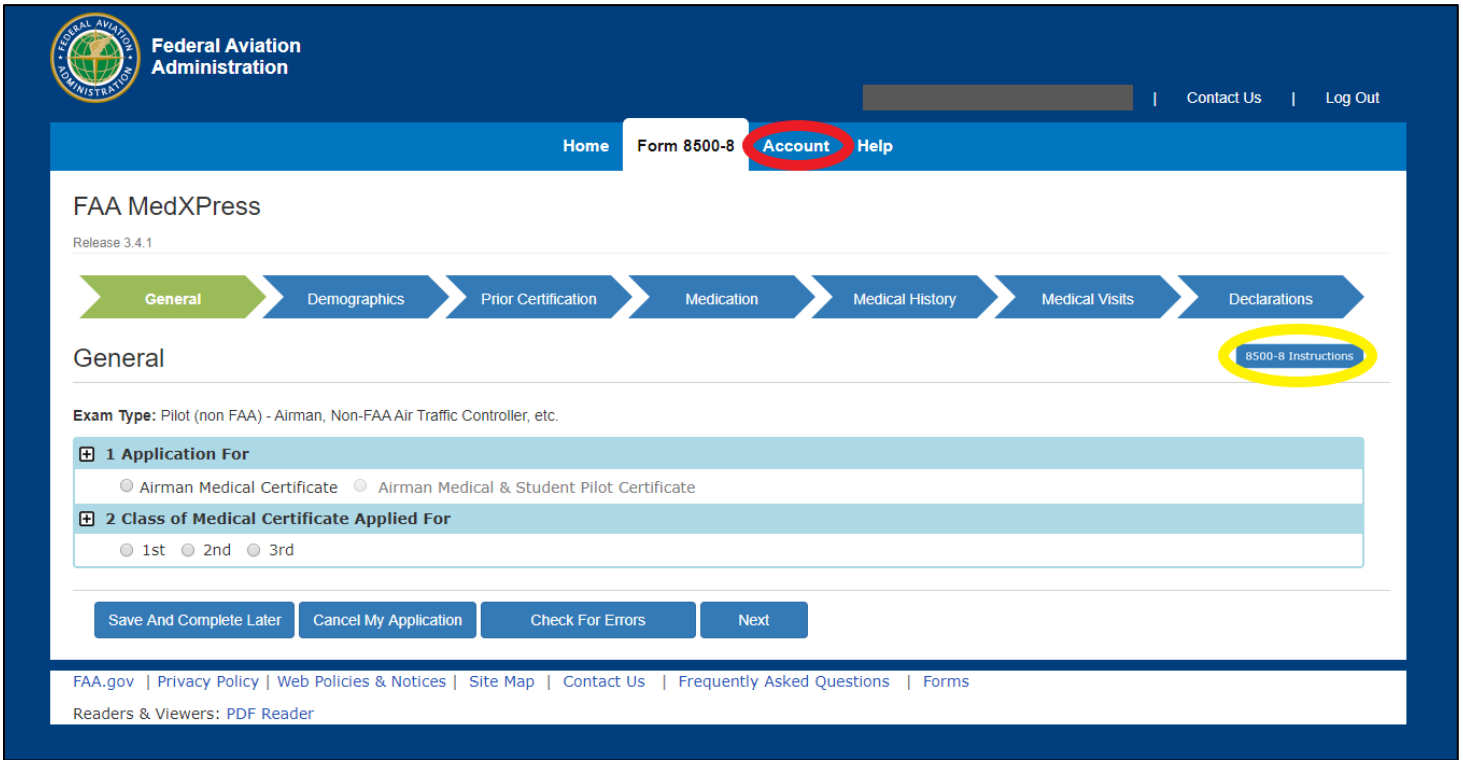 FEDERAL AVIATION ADMINISTRATION
Federal Aviation
Administration
| Contact Us | Log Out
Home Form 8500-8 Account Help
FAA MedXPress
Release 3.4.1
General Demographics Prior Certification Medication Medical History Medical Visits Declarations
General
8500-8 Instructions
Exam Type: Pilot (non FAA) - Airman, Non-FAA Air Traffic Controller, etc.
1 Application For
Airman Medical Certificate Airman Medical & Student Pilot Certificate
2 Class of Medical Certificate Applied For
1st 2nd 3rd
Save And Complete Later Cancel My Application Check For Errors Next
FAA.gov | Privacy Policy | Web Policies & Notices | Site Map | Contact Us | Frequently Asked Questions | Forms
Readers & Viewers: PDF Reader